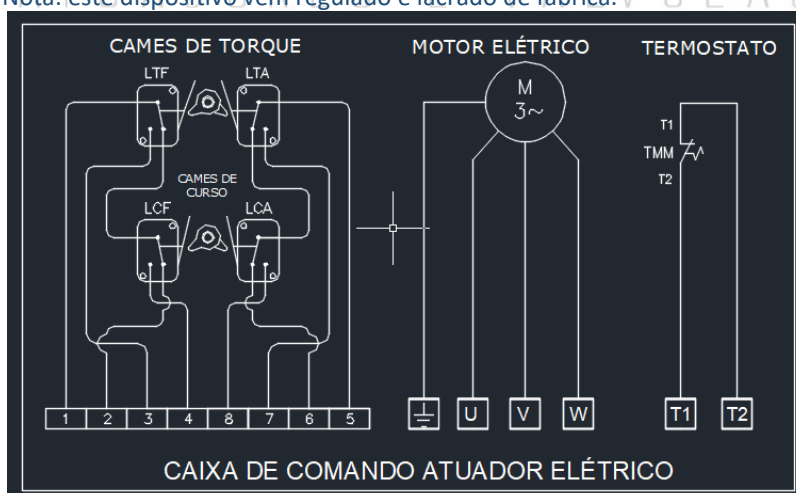 Nota: este dispositivo vem regulado e lacrado de fábrica.
CAMES DE TORQUE
MOTOR ELÉTRICO
TERMOSTATO
LTF
LTA
M
3~
T1
TMM
T2
CAMES DE
CURSO
LCF
LCA
1 2 3 4 8 7 6 5
U V W
T1 T2
CAIXA DE COMANDO ATUADOR ELÉTRICO